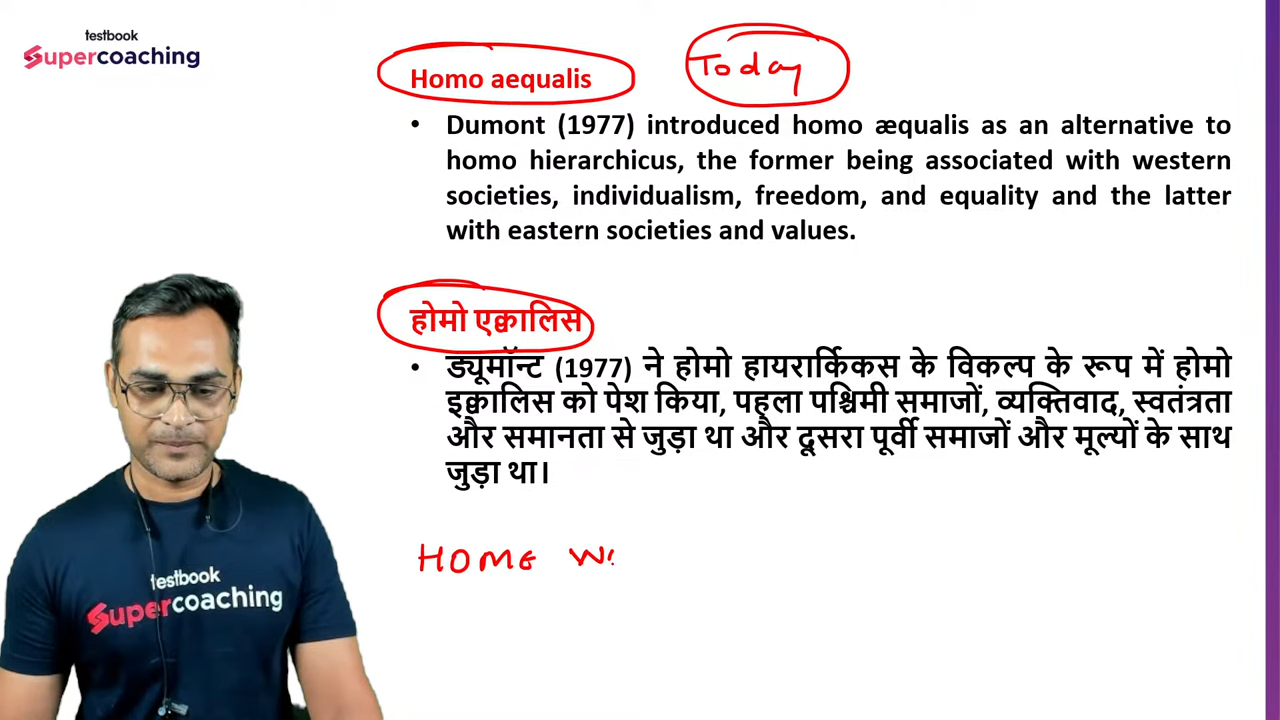 testbook
Supercoaching
Homo aequalis
Today
• Dumont (1977) introduced homo æqualis as an alternative to
homo hierarchicus, the former being associated with western
societies, individualism, freedom, and equality and the latter
with eastern societies and values.
होमो एक्वालिस
• ड्यूमॉन्ट (1977) ने होमो हायरार्किकस के विकल्प के रूप में होमो
इक्वालिस को पेश किया, पहला पश्चिमी समाजों, व्यक्तिवाद, स्वतंत्रता
और समानता से जुड़ा था और दूसरा पूर्वी समाजों और मूल्यों के साथ
जुड़ा था।
HOME
testbook
Supercoaching